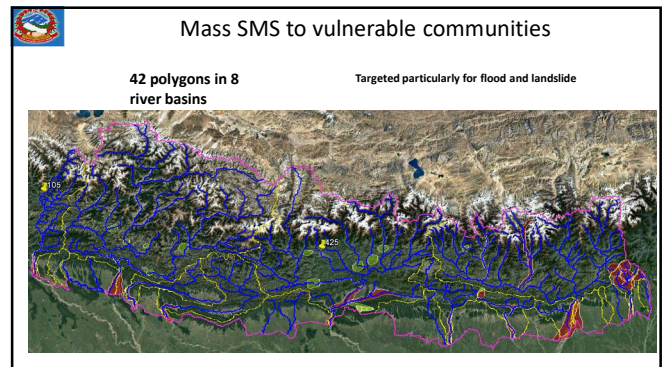 Mass SMS to vulnerable communities
42 polygons in 8
river basins
Targeted particularly for flood and landslide
105
425